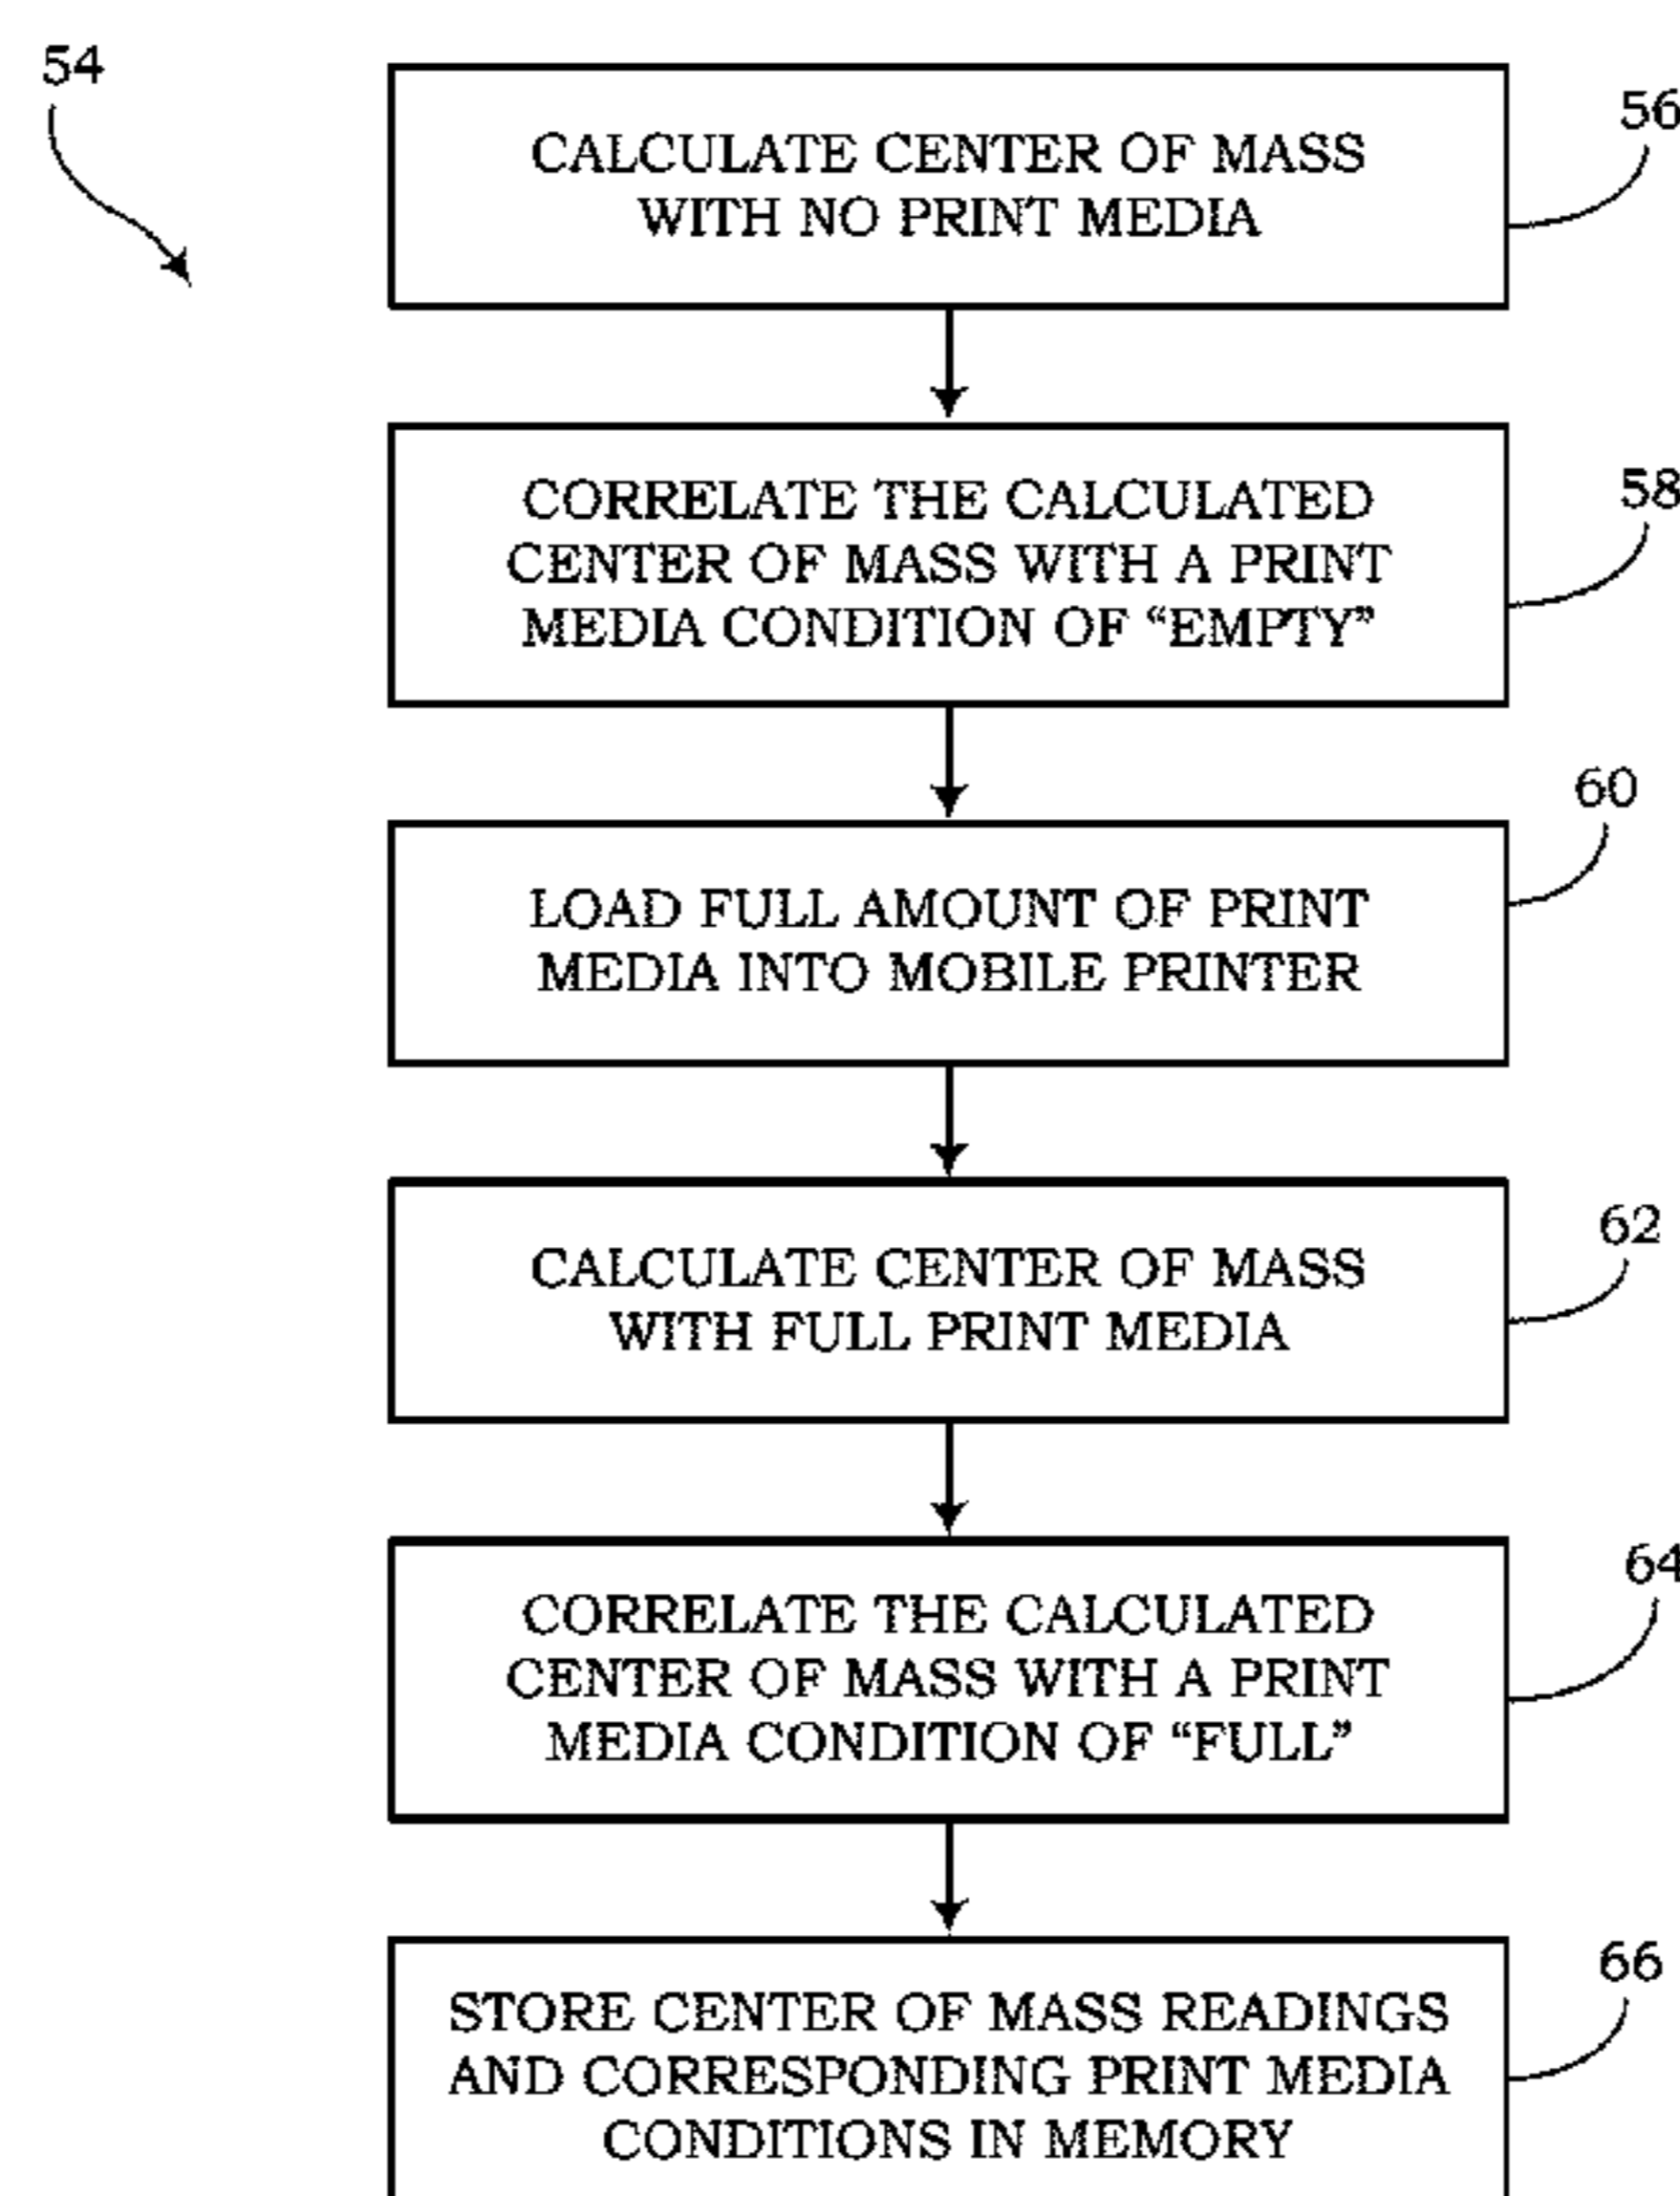 54
56
CALCULATE CENTER OF MASS
WITH NO PRINT MEDIA
58
CORRELATE THE CALCULATED
CENTER OF MASS WITH A PRINT
MEDIA CONDITION OF “EMPTY”
60
LOAD FULL AMOUNT OF PRINT
MEDIA INTO MOBILE PRINTER
62
CALCULATE CENTER OF MASS
WITH FULL PRINT MEDIA
64
CORRELATE THE CALCULATED
CENTER OF MASS WITH A PRINT
MEDIA CONDITION OF “FULL”
66
STORE CENTER OF MASS READINGS
AND CORRESPONDING PRINT MEDIA
CONDITIONS IN MEMORY